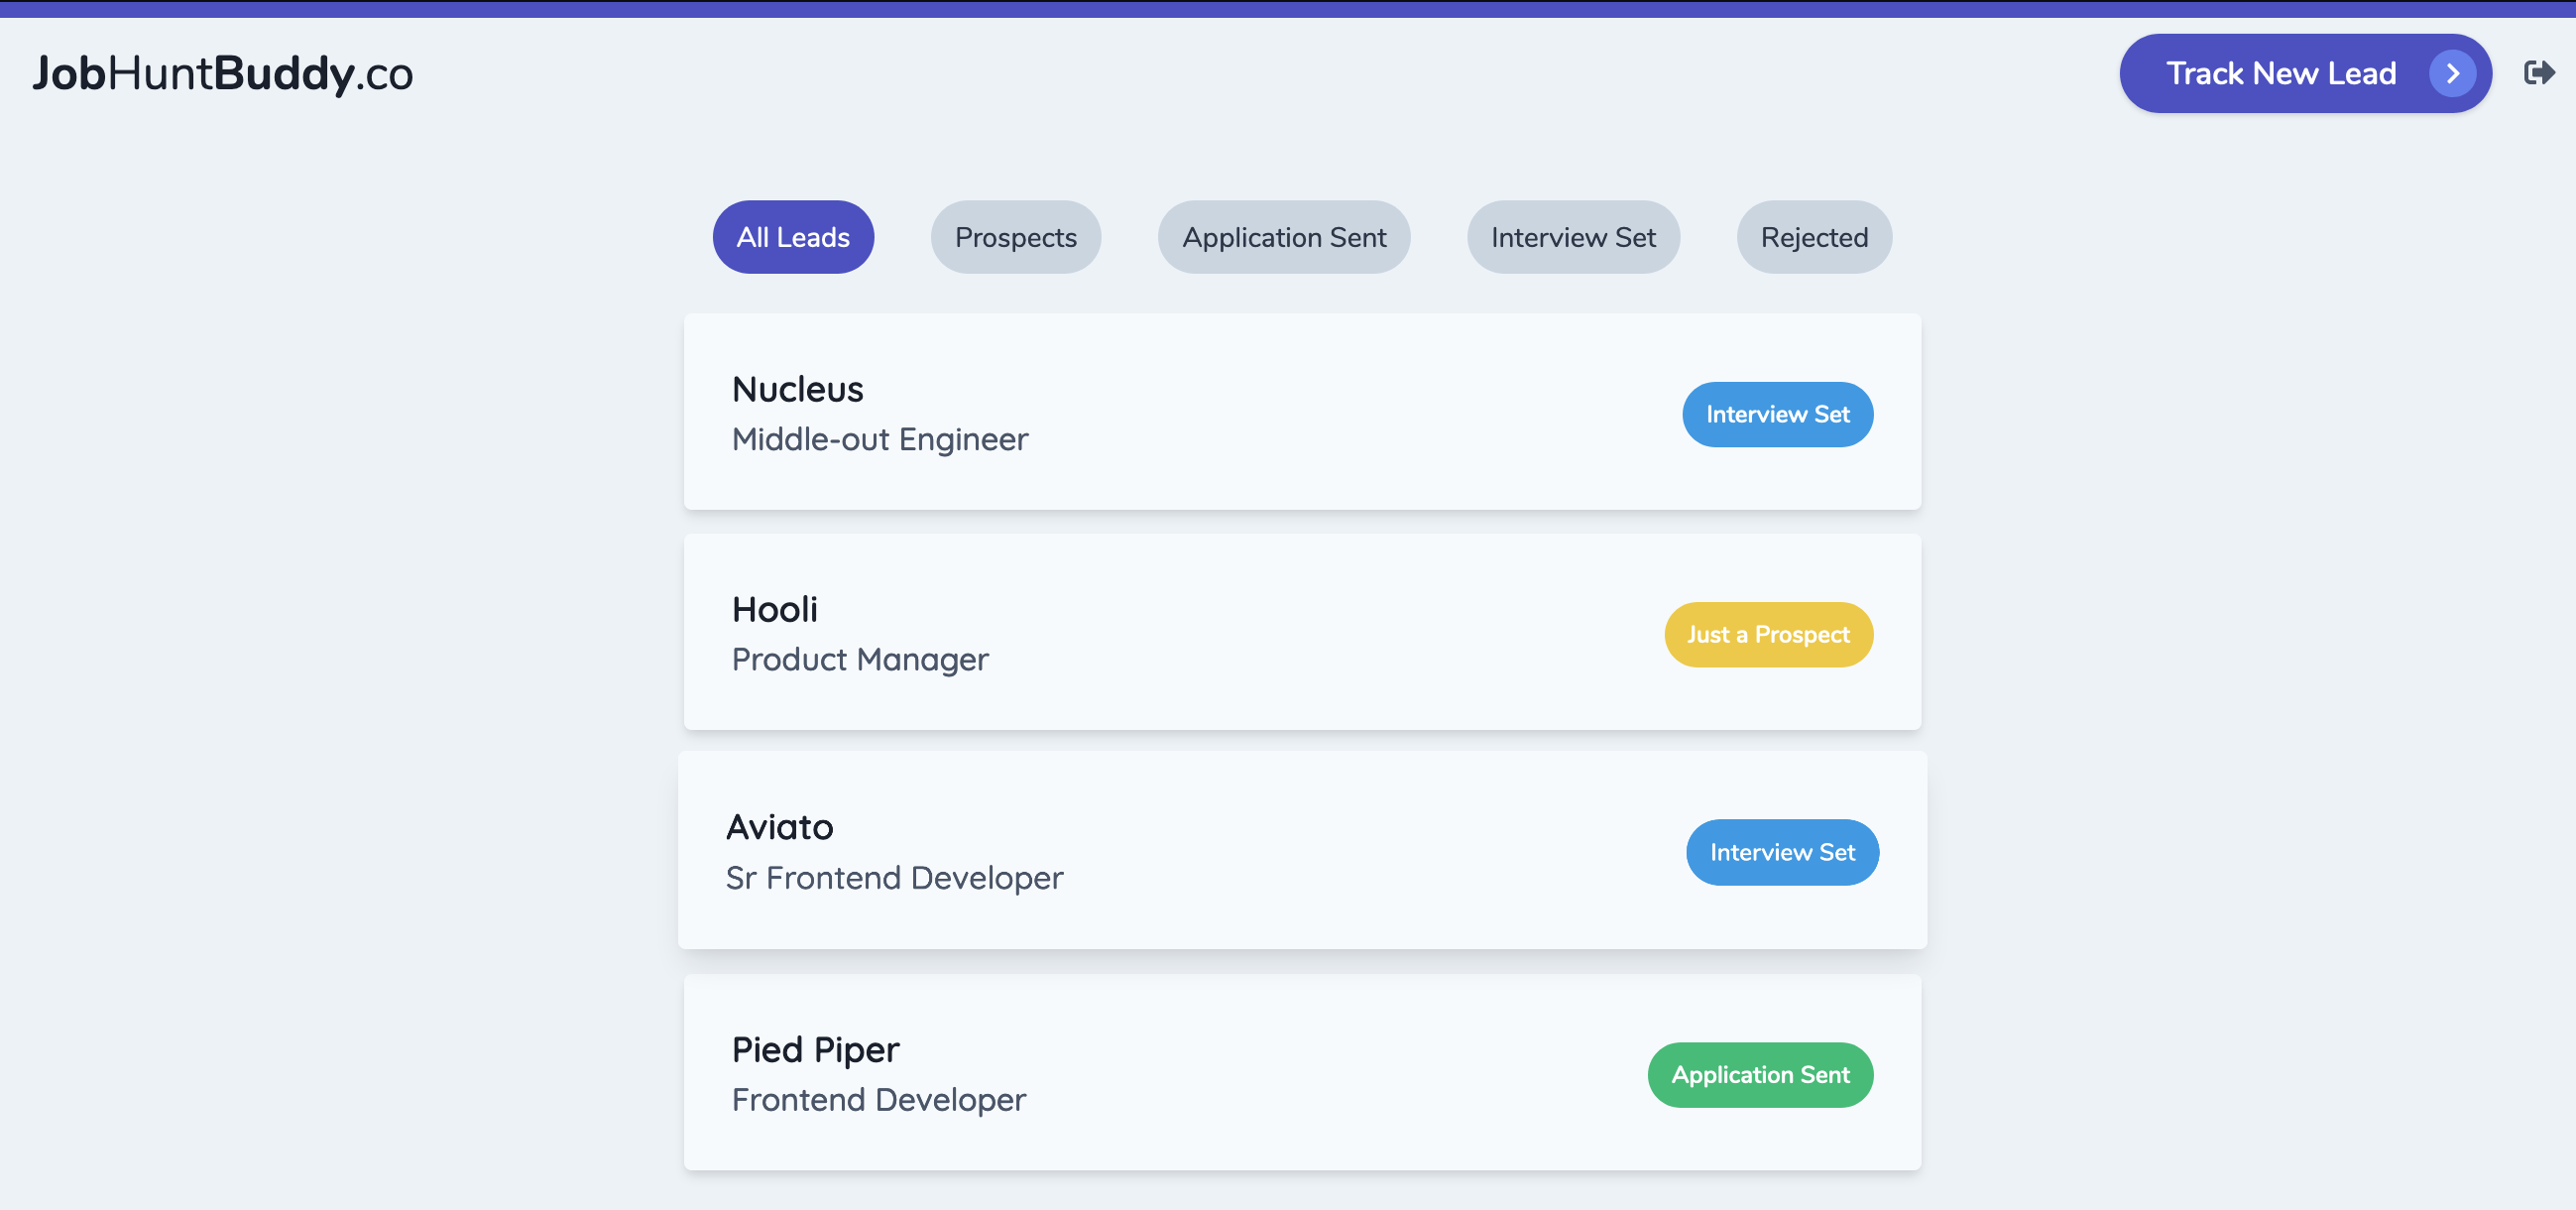 JobHuntBuddy.co
Track New Lead
All Leads
Prospects
Application Sent
Interview Set
Rejected
Nucleus
Middle-out Engineer
Interview Set
Hooli
Product Manager
Just a Prospect
Aviato
Sr Frontend Developer
Interview Set
Pied Piper
Frontend Developer
Application Sent